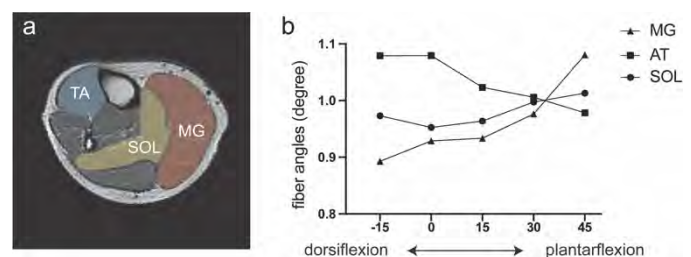 a
TA
SOL
MG
b
fiber angles (degree)
1.1
1.0
0.9
0.8
-15 0 15 30 45
dorsiflexion plantarflexion
MG
AT
SOL